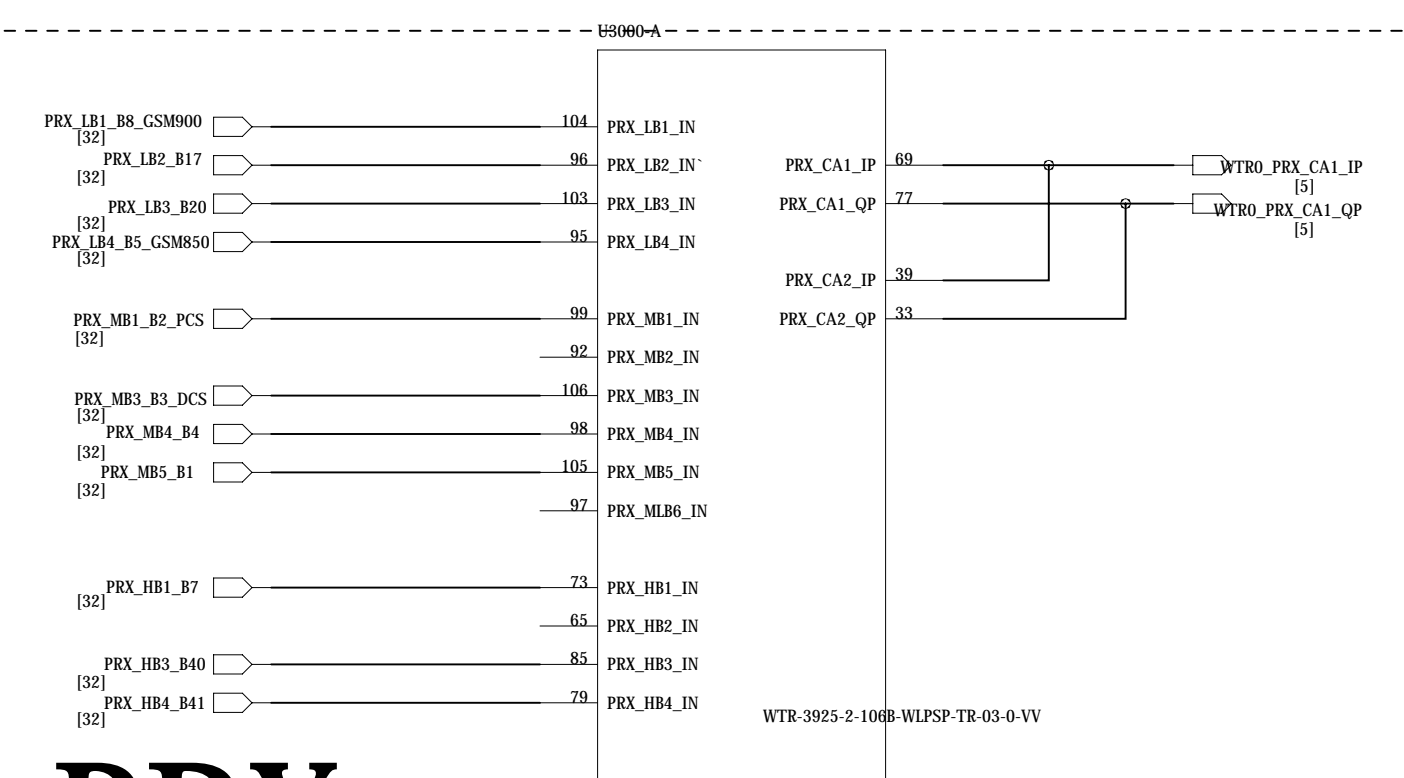 U3000-A
PRX_LB1_B8_GSM900 104 PRX_LB1_IN
[32]
PRX_LB2_B17 96 PRX_LB2_IN` PRX_CA1_IP 69 WTR0_PRX_CA1_IP
[32] [5]
PRX_LB3_B20 103 PRX_LB3_IN PRX_CA1_QP 77 WTR0_PRX_CA1_QP
[32] [5]
PRX_LB4_B5_GSM850 95 PRX_LB4_IN
[32]
PRX_CA2_IP 39
PRX_MB1_B2_PCS 99 PRX_MB1_IN PRX_CA2_QP 33
[32]
92 PRX_MB2_IN
PRX_MB3_B3_DCS 106 PRX_MB3_IN
[32]
PRX_MB4_B4 98 PRX_MB4_IN
[32]
PRX_MB5_B1 105 PRX_MB5_IN
[32]
97 PRX_MLB6_IN
PRX_HB1_B7 73 PRX_HB1_IN
[32]
65 PRX_HB2_IN
PRX_HB3_B40 85 PRX_HB3_IN
[32]
PRX_HB4_B41 79 PRX_HB4_IN
[32]
WTR-3925-2-106B-WLPSP-TR-03-0-VV